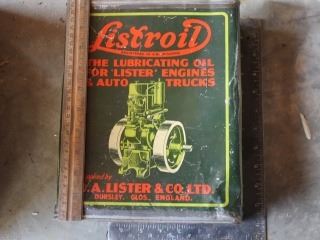 Listroil
THE LUBRICATING OIL
FOR 'LISTER' ENGINES
& AUTO TRUCKS
Supplied by
R.A. LISTER & CO. LTD.
DURSLEY, GLOS., ENGLAND.